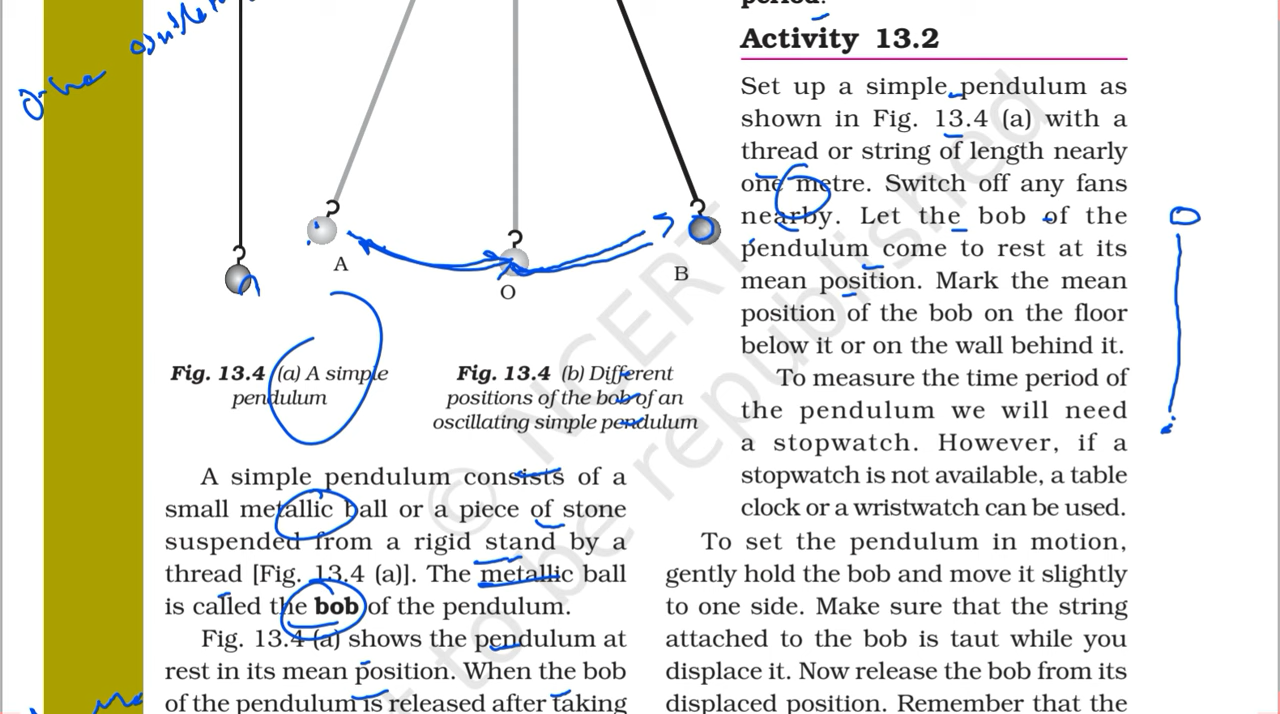 period.
Activity 13.2
Set up a simple pendulum as
shown in Fig. 13.4 (a) with a
thread or string of length nearly
one metre. Switch off any fans
nearby. Let the bob of the
pendulum come to rest at its
mean position. Mark the mean
position of the bob on the floor
below it or on the wall behind it.
To measure the time period of
the pendulum we will need
a stopwatch. However, if a
stopwatch is not available, a table
clock or a wristwatch can be used.
A
O
B
Fig. 13.4 (a) A simple
pendulum
Fig. 13.4 (b) Different
positions of the bob of an
oscillating simple pendulum
A simple pendulum consists of a
small metallic ball or a piece of stone
suspended from a rigid stand by a
thread [Fig. 13.4 (a)]. The metallic ball
is called the bob of the pendulum.
Fig. 13.4 (a) shows the pendulum at
rest in its mean position. When the bob
of the pendulum is released after taking
To set the pendulum in motion,
gently hold the bob and move it slightly
to one side. Make sure that the string
attached to the bob is taut while you
displace it. Now release the bob from its
displaced position. Remember that the
© NCERT
not to be republished